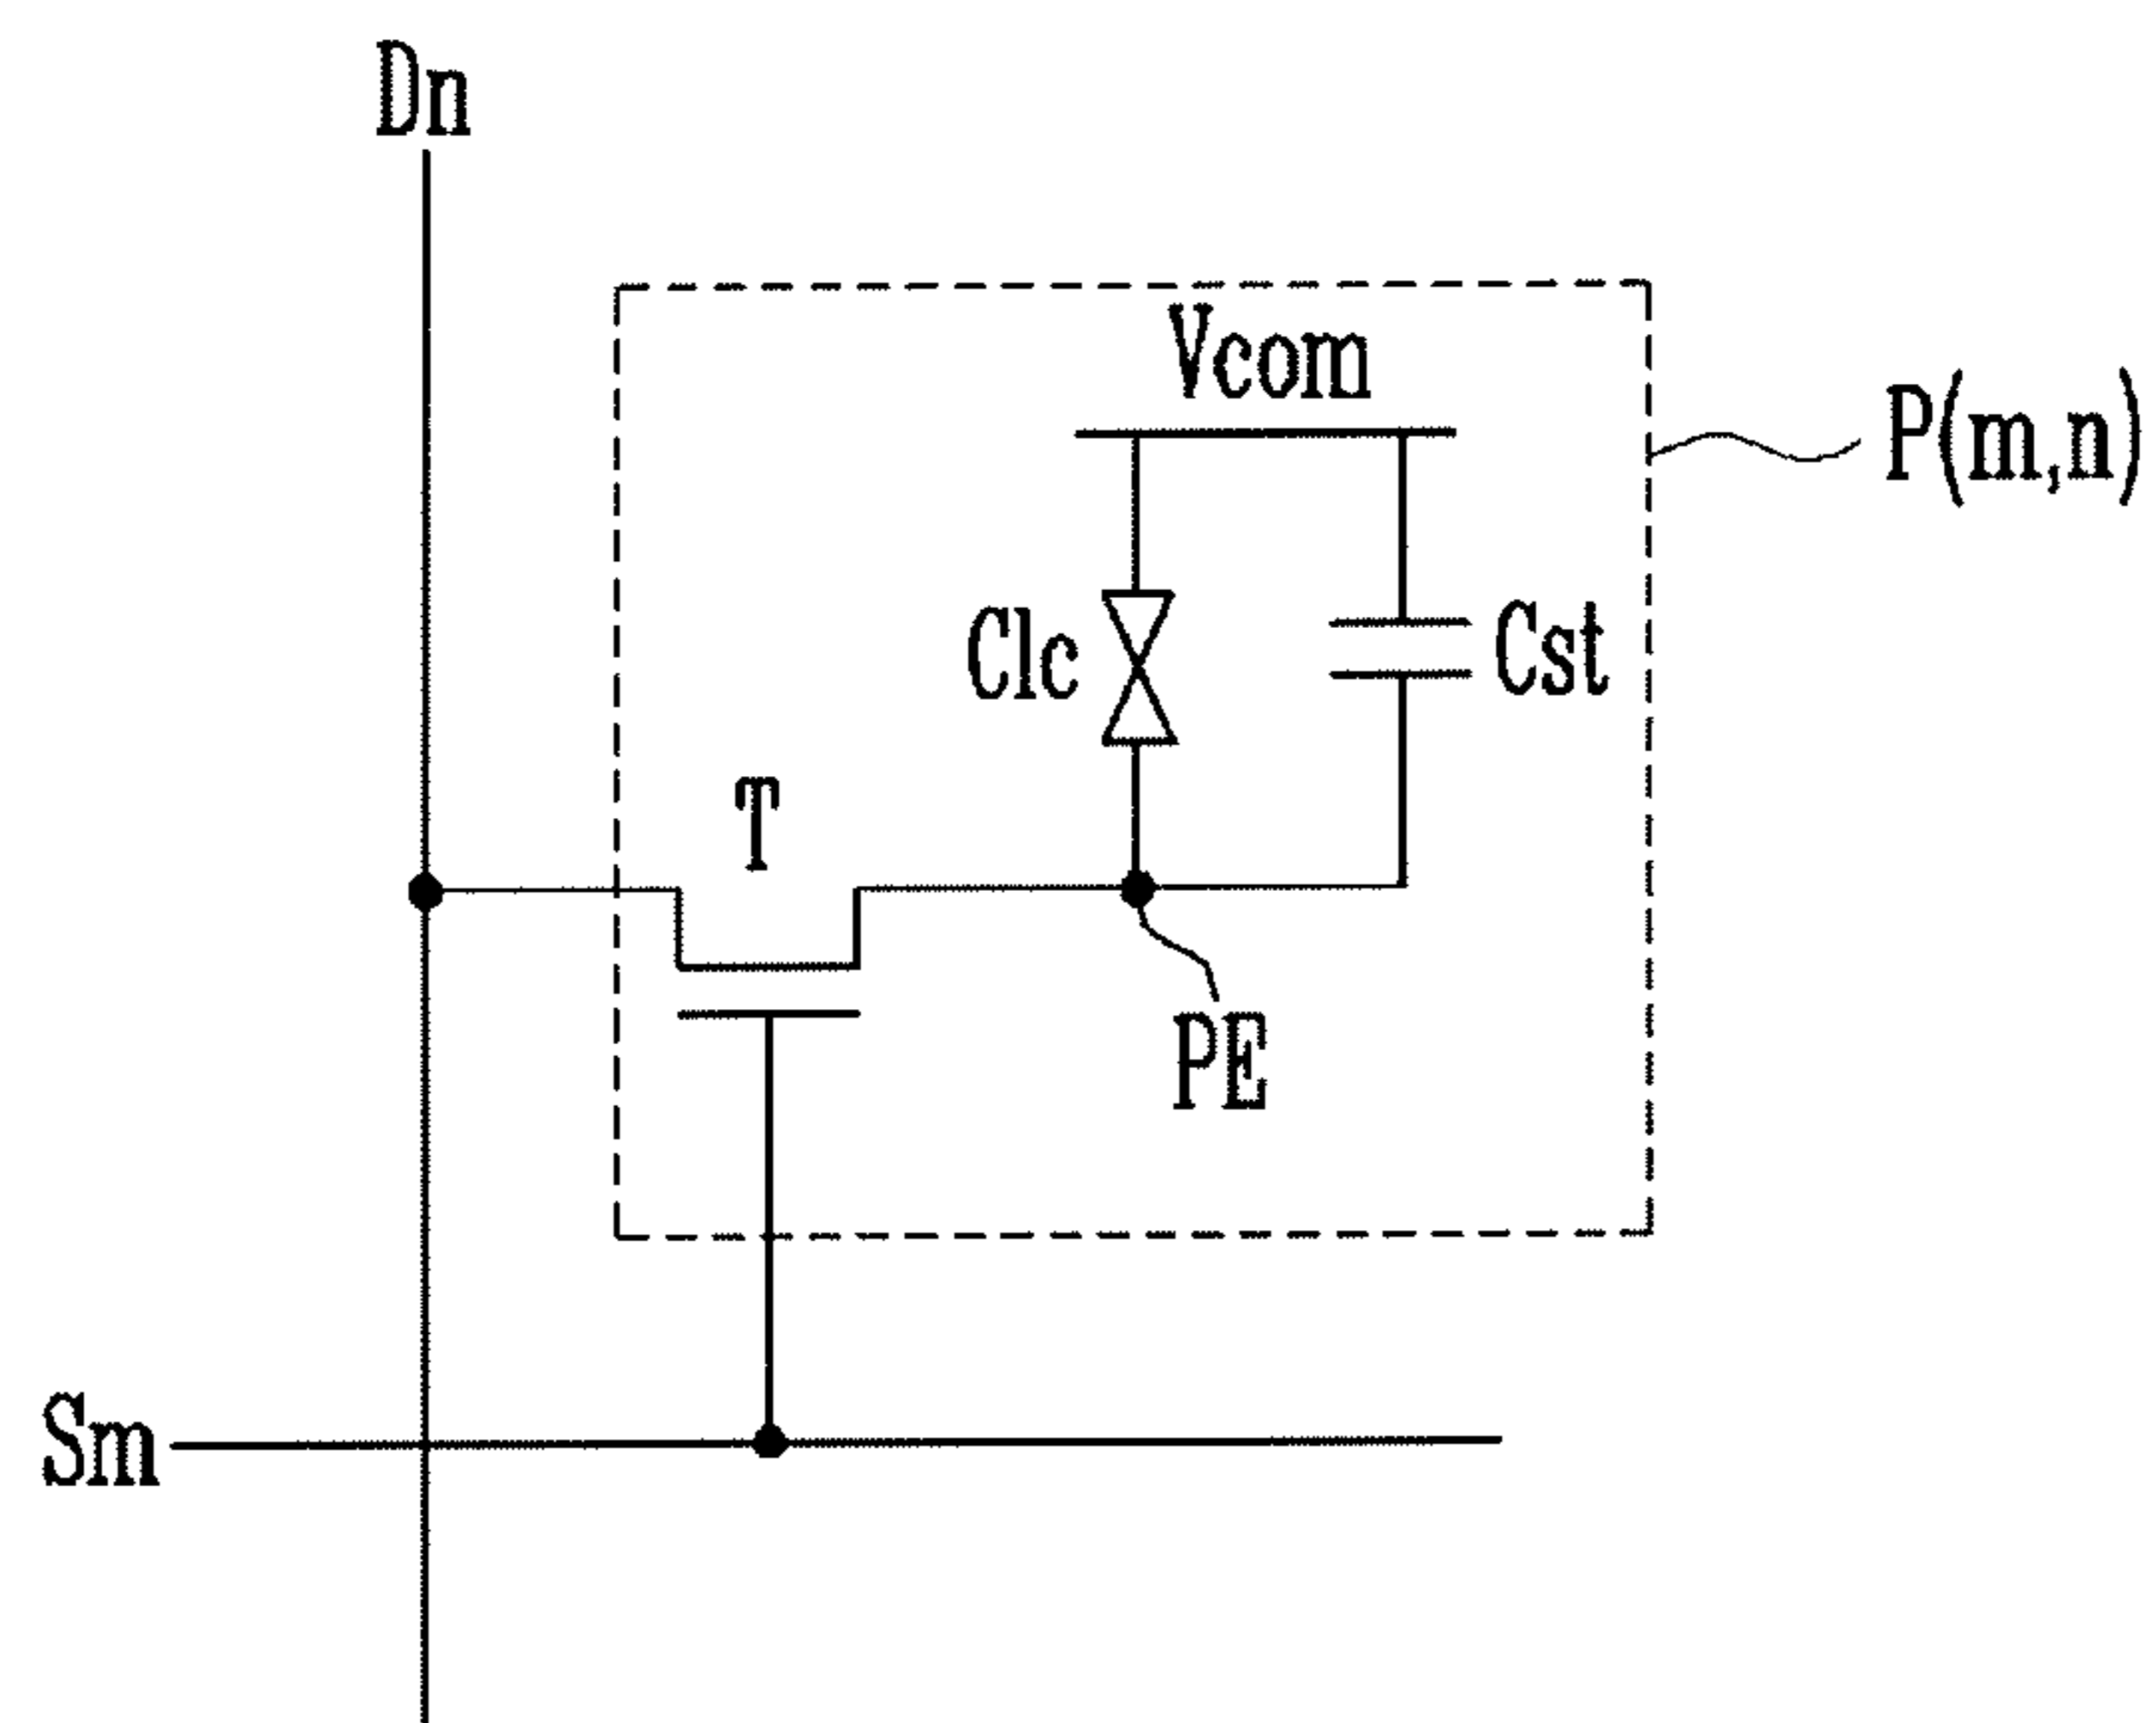 Dn
Vcom
P(m,n)
Clc
Cst
T
PE
Sm